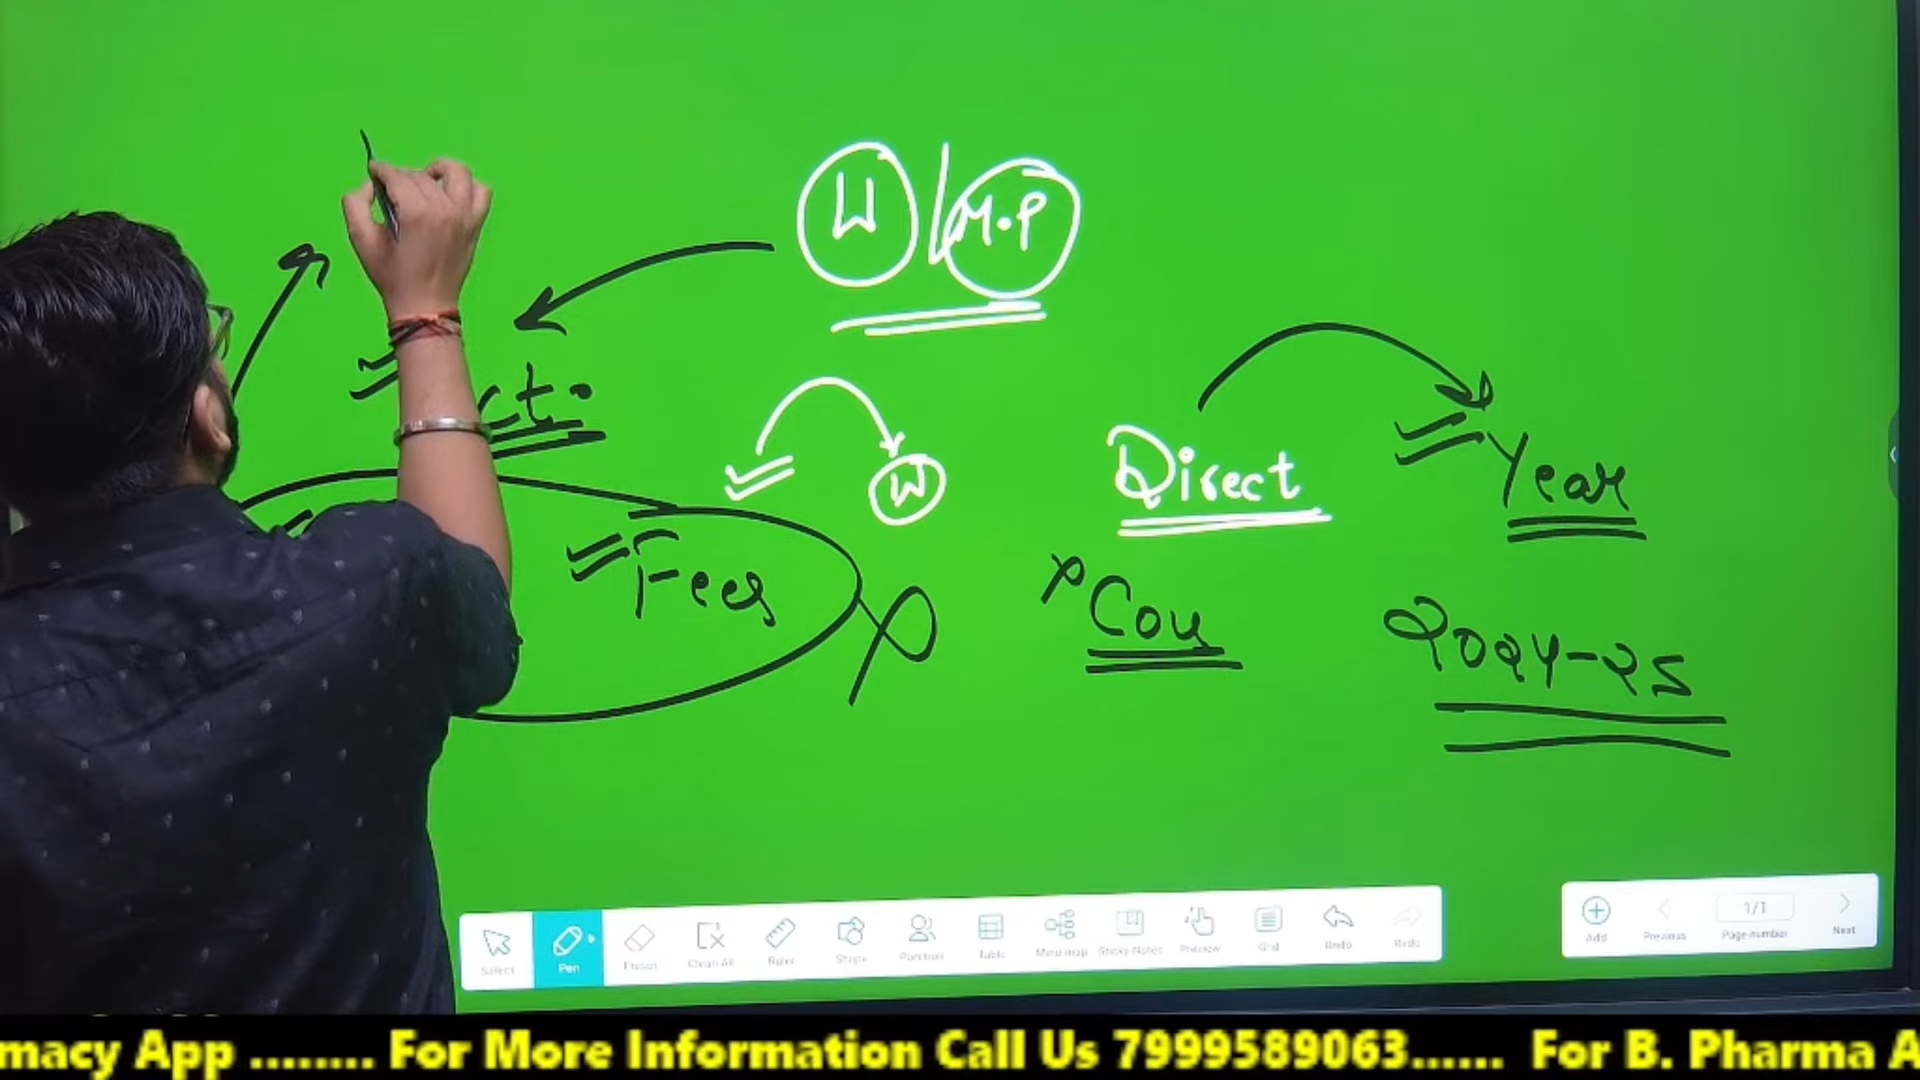 W / M.P
ct.
W
Direct
Year
Fees
Cou
2024-25
Select
Pen
Eraser
Clean All
Ruler
Shape
Partition
Table
Mind map
Sticky Notes
Preview
Grid
Undo
Redo
Add
Previous
1/1
Page number
Next
macy App ........ For More Information Call Us 7999589063...... For B. Pharma A